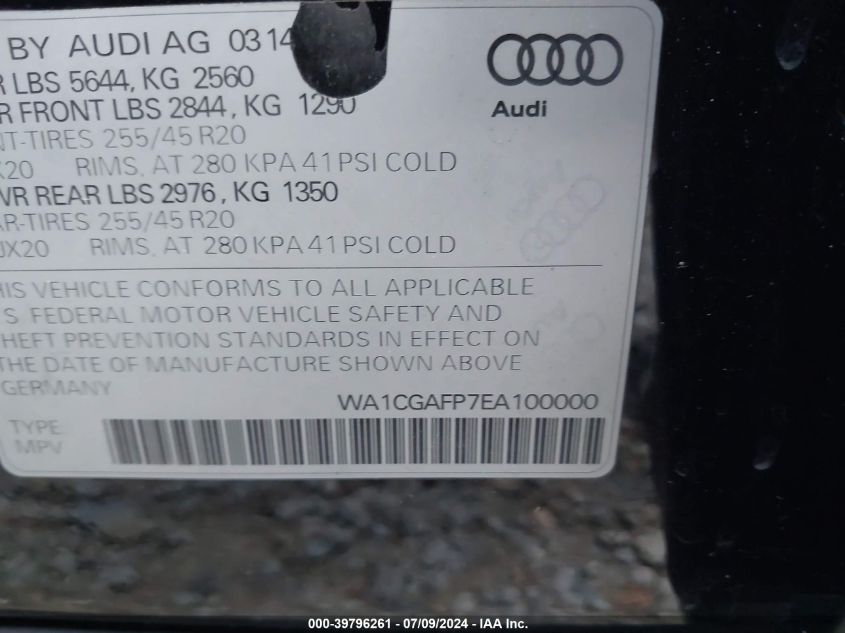 BY AUDI AG 03 14
R LBS 5644, KG 2560
R FRONT LBS 2844, KG 1290
NT-TIRES 255/45 R20
X20 RIMS, AT 280 KPA 41 PSI COLD
WR REAR LBS 2976, KG 1350
AR-TIRES 255/45 R20
JX20 RIMS, AT 280 KPA 41 PSI COLD
Audi
HIS VEHICLE CONFORMS TO ALL APPLICABLE
S. FEDERAL MOTOR VEHICLE SAFETY AND
HEFT PREVENTION STANDARDS IN EFFECT ON
THE DATE OF MANUFACTURE SHOWN ABOVE
GERMANY
WA1CGAFP7EA100000
TYPE:
MPV
000-39796261 - 07/09/2024 - IAA Inc.